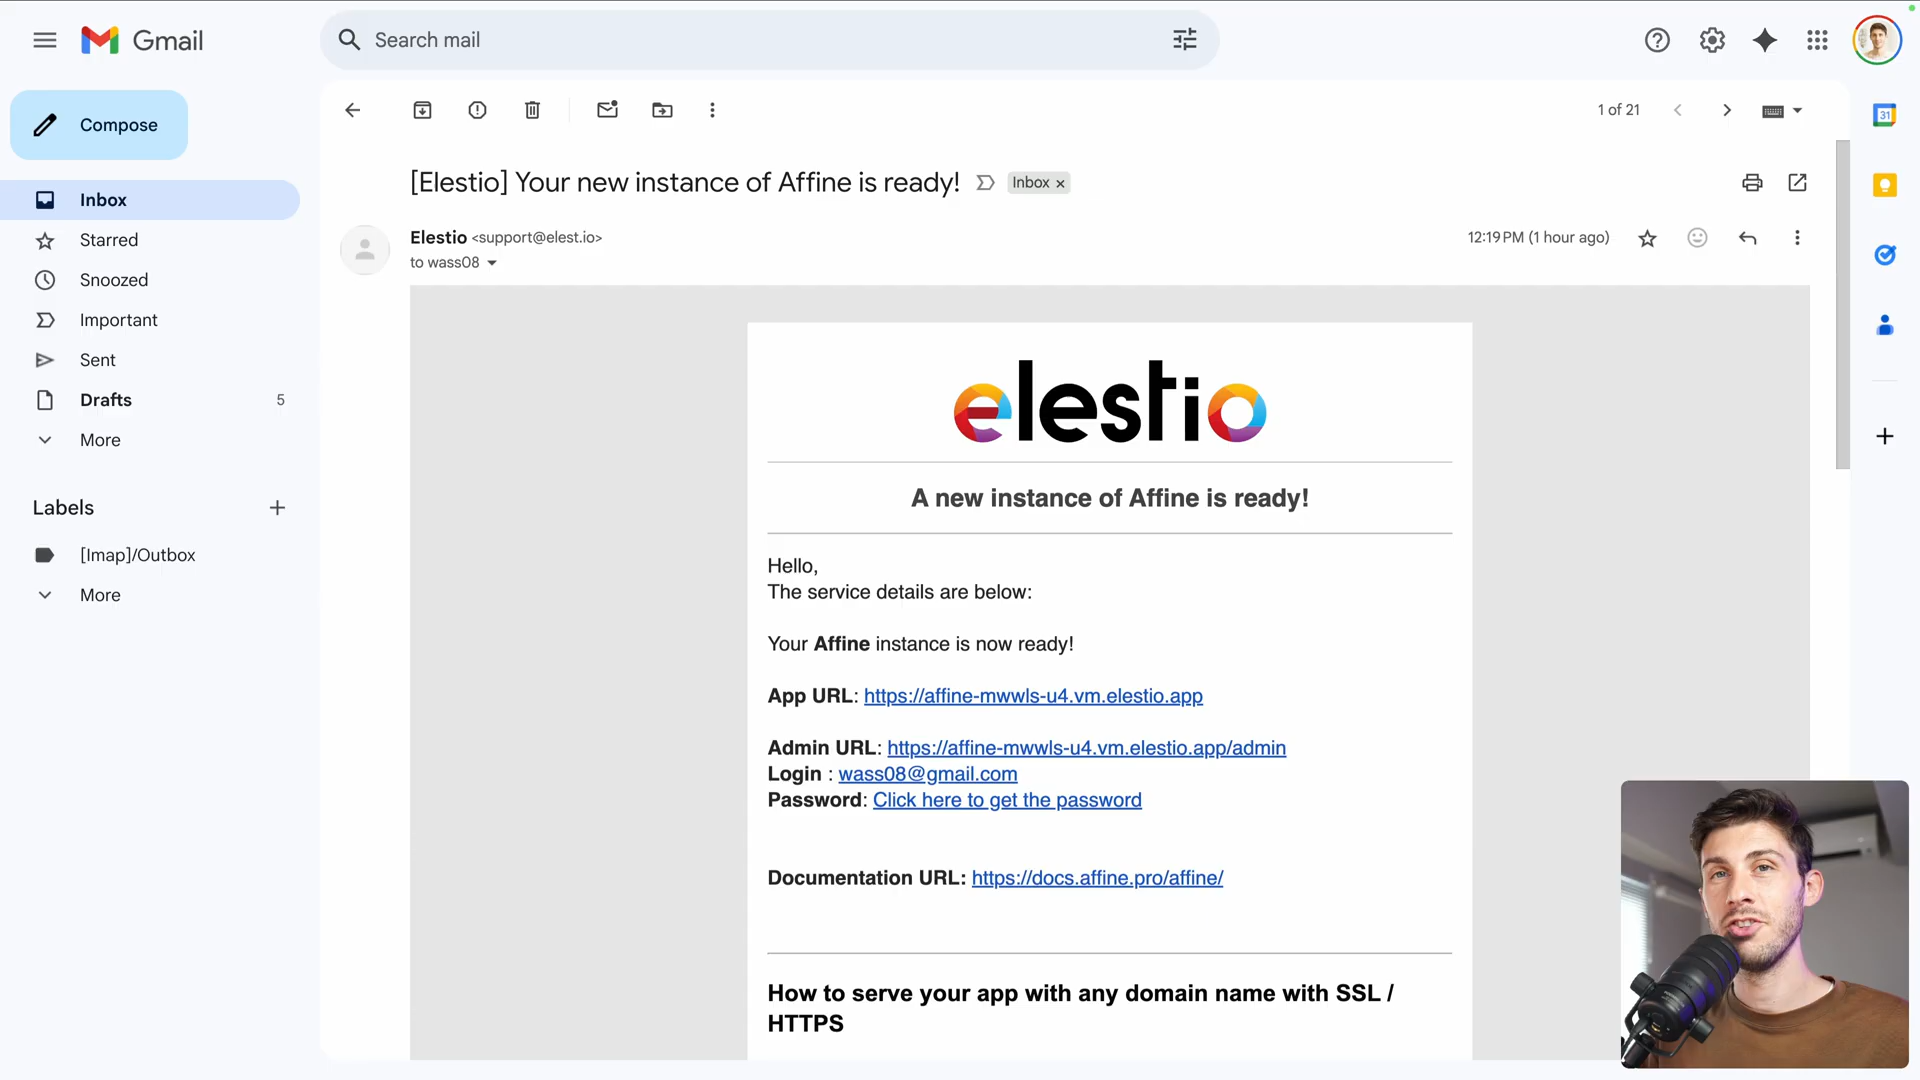 Gmail
Search mail
Compose
1 of 21
Inbox
Starred
Snoozed
Important
Sent
Drafts 5
More
Labels
[Imap]/Outbox
More
[Elestio] Your new instance of Affine is ready!
Inbox
Elestio <support@elest.io>
12:19 PM (1 hour ago)
to wass08
31
elestio
A new instance of Affine is ready!
Hello,
The service details are below:
Your Affine instance is now ready!
App URL: https://affine-mwwls-u4.vm.elestio.app
Admin URL: https://affine-mwwls-u4.vm.elestio.app/admin
Login : wass08@gmail.com
Password: Click here to get the password
Documentation URL: https://docs.affine.pro/affine/
How to serve your app with any domain name with SSL /
HTTPS